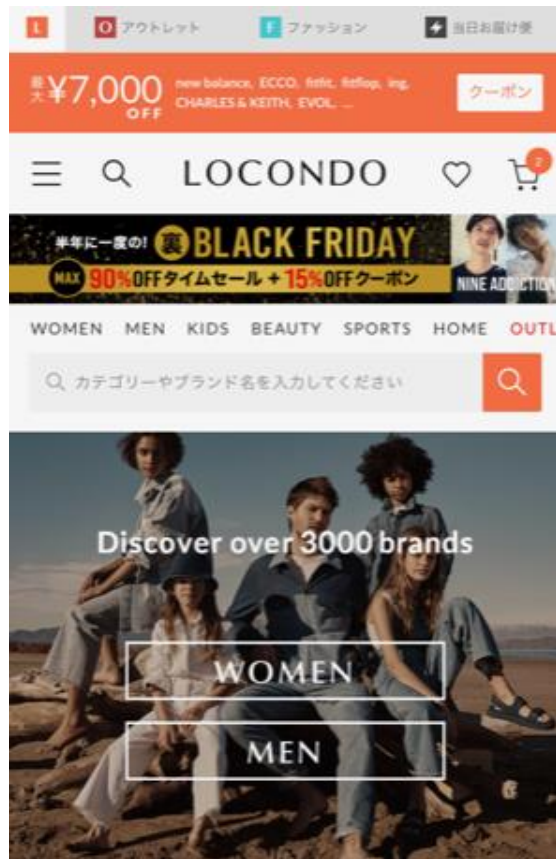 L
O アウトレット
F ファッション
当日お届け便
最大¥7,000 OFF
new balance, ECCO, fitfit, fitflop, ing,
CHARLES & KEITH, EVOL, ...
クーポン
LOCONDO
2
半年に一度の! 裏 BLACK FRIDAY
MAX 90%OFFタイムセール + 15%OFFクーポン
NINE ADDICTION
WOMEN MEN KIDS BEAUTY SPORTS HOME OUTL
カテゴリーやブランド名を入力してください
Discover over 3000 brands
WOMEN
MEN